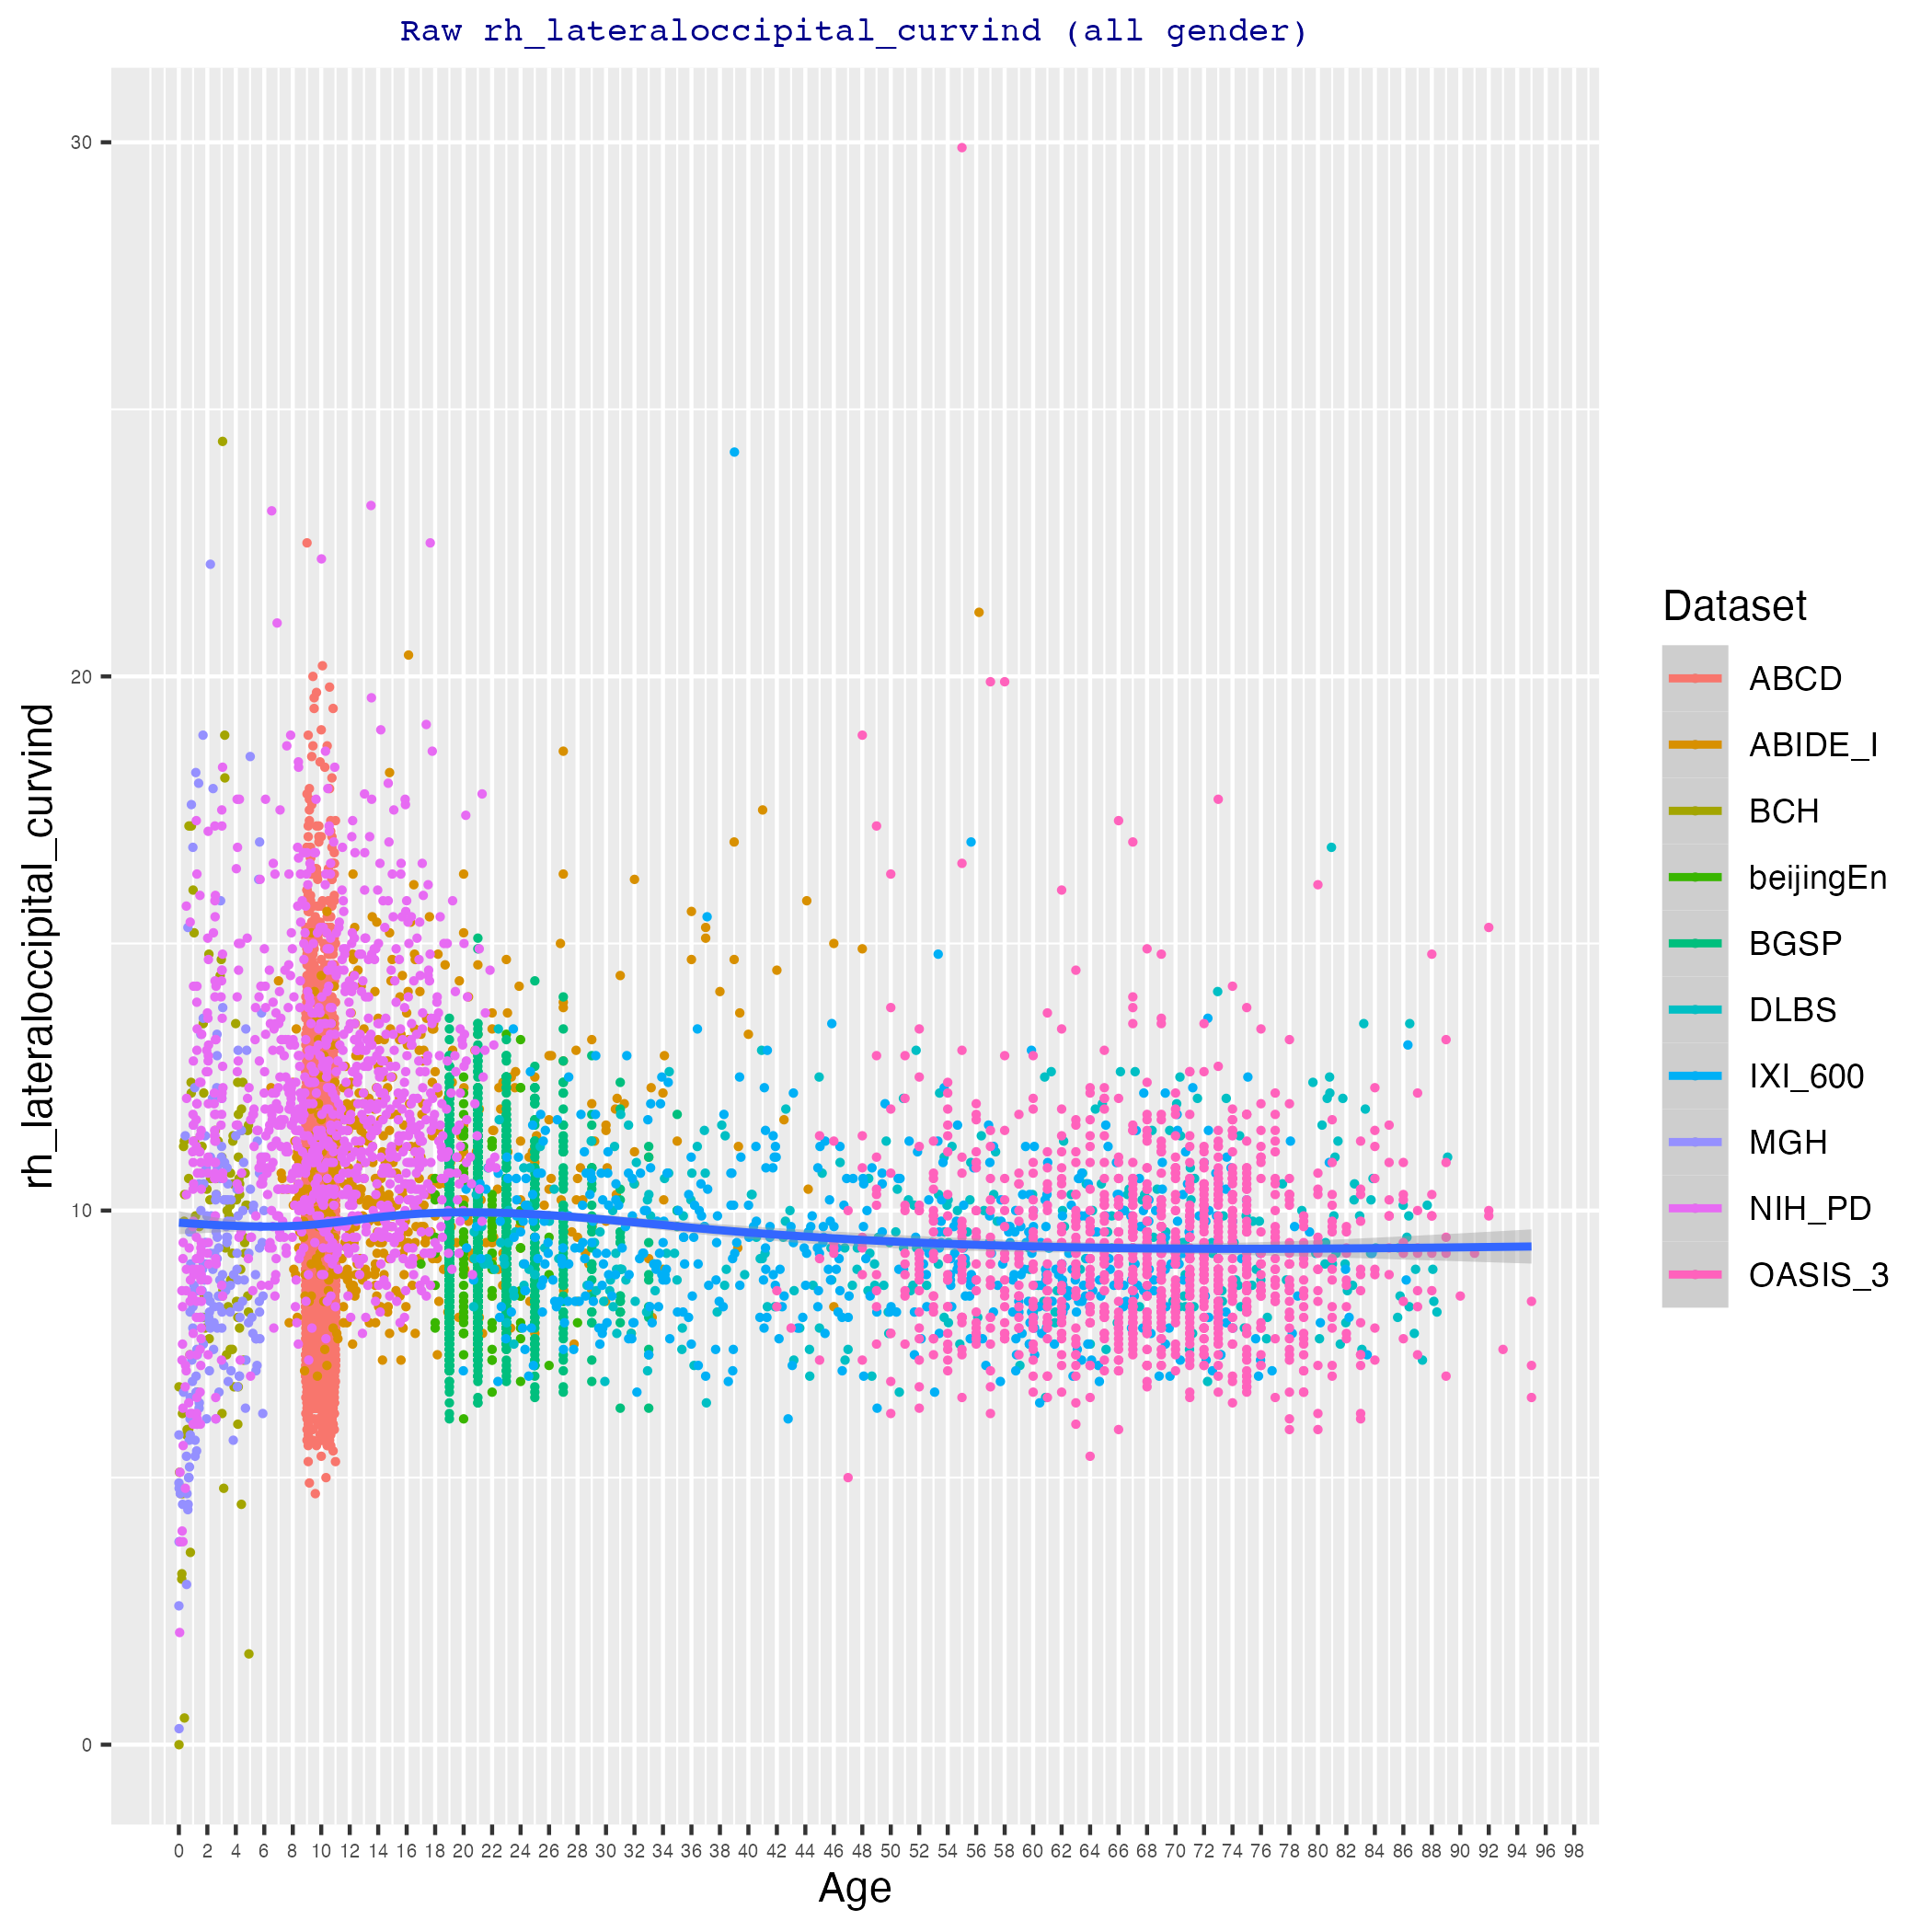 Raw rh_lateraloccipital_curvind (all gender)
rh_lateraloccipital_curvind
30
20
10
0
0 2 4 6 8 10 12 14 16 18 20 22 24 26 28 30 32 34 36 38 40 42 44 46 48 50 52 54 56 58 60 62 64 66 68 70 72 74 76 78 80 82 84 86 88 90 92 94 96 98
Age
Dataset
ABCD
ABIDE_I
BCH
beijingEn
BGSP
DLBS
IXI_600
MGH
NIH_PD
OASIS_3